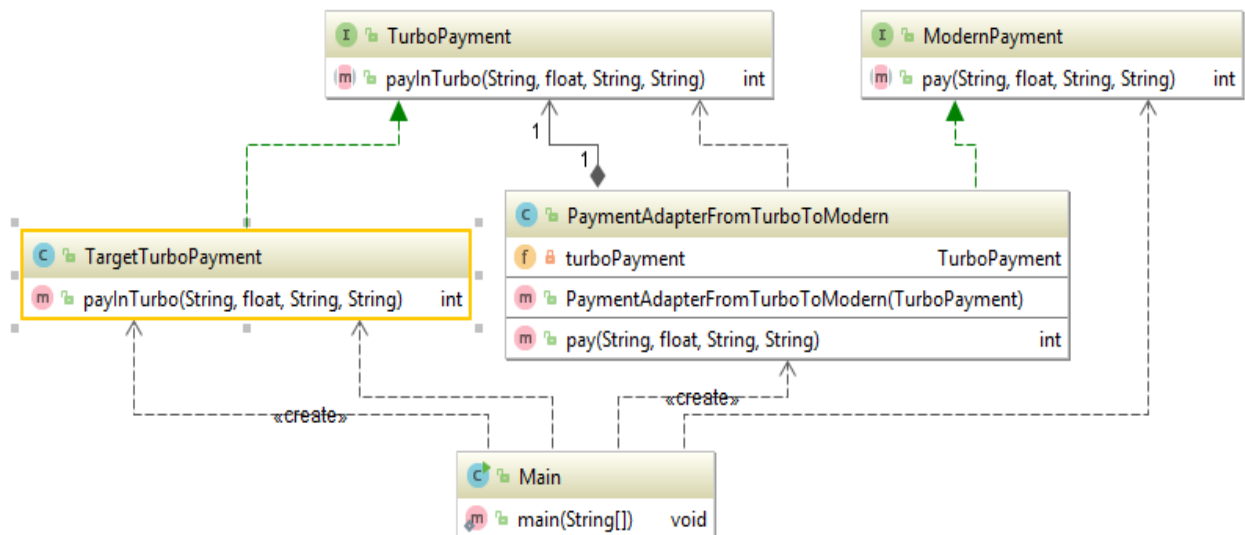 TurboPayment
payInTurbo(String, float, String, String) int
ModernPayment
pay(String, float, String, String) int
1
1
PaymentAdapterFromTurboToModern
turboPayment TurboPayment
PaymentAdapterFromTurboToModern(TurboPayment)
pay(String, float, String, String) int
TargetTurboPayment
payInTurbo(String, float, String, String) int
«create»
«create»
Main
main(String[]) void